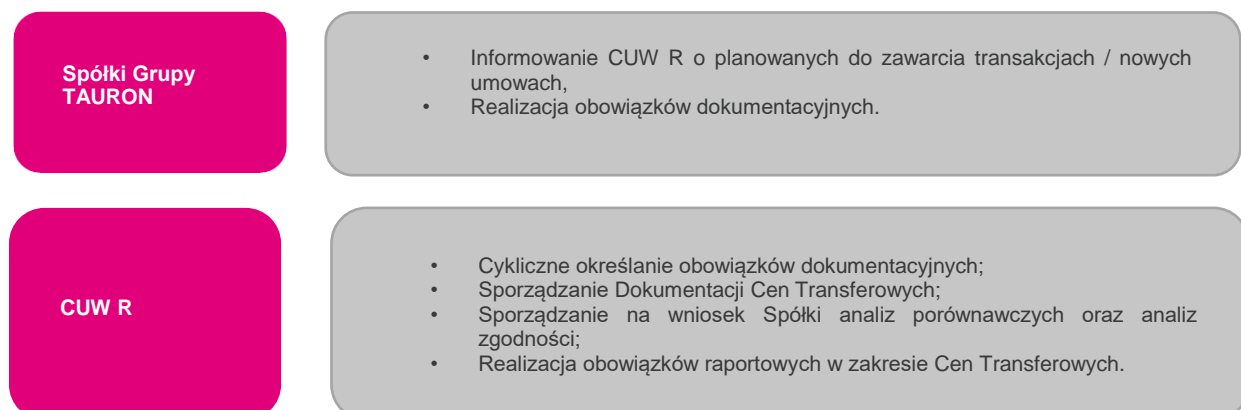 Spółki Grupy
TAURON
• Informowanie CUW R o planowanych do zawarcia transakcjach / nowych
umowach,
• Realizacja obowiązków dokumentacyjnych.
CUW R
• Cykliczne określanie obowiązków dokumentacyjnych;
• Sporządzanie Dokumentacji Cen Transferowych;
• Sporządzanie na wniosek Spółki analiz porównawczych oraz analiz
zgodności;
• Realizacja obowiązków raportowych w zakresie Cen Transferowych.